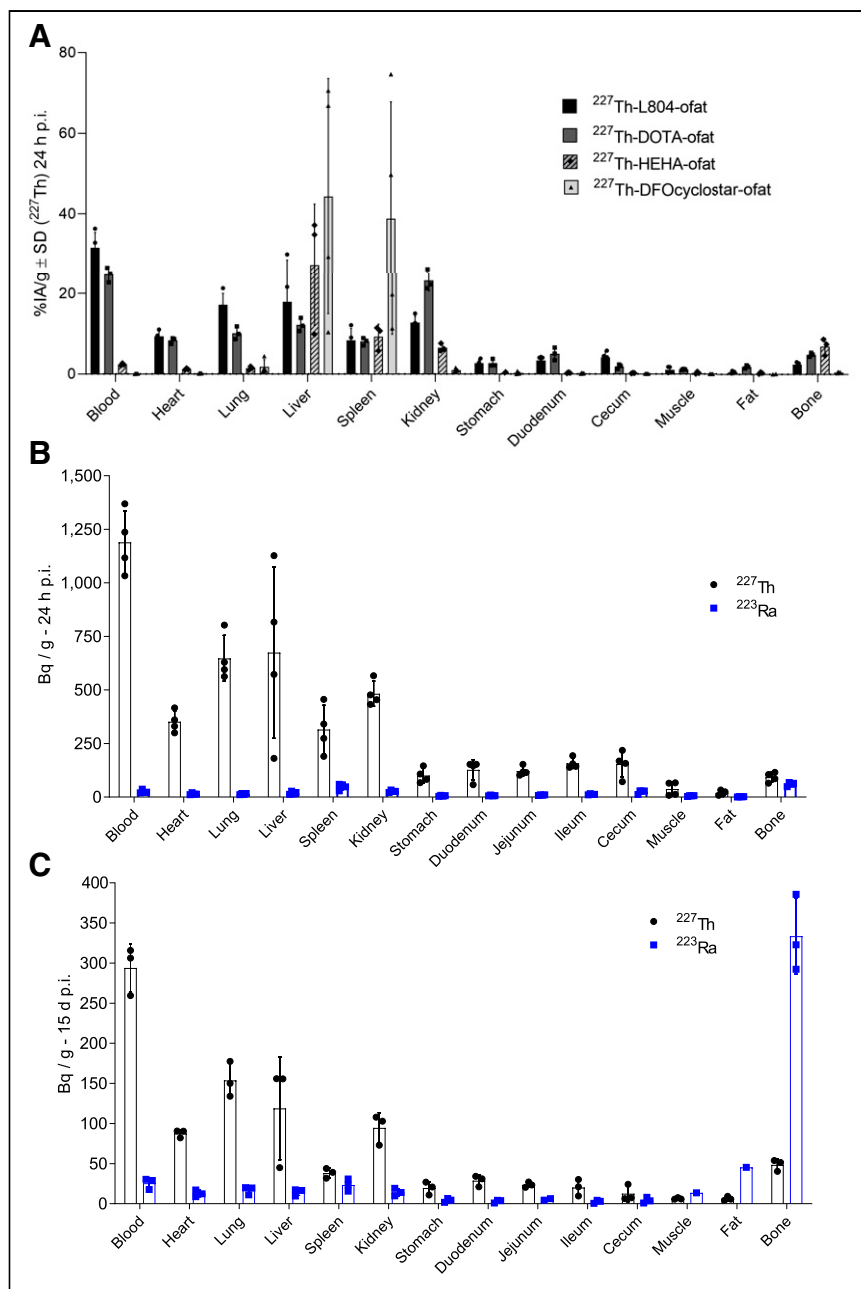 A
%IA/g ± SD (²²⁷Th) 24 h p.i.
80
60
40
20
0
²²⁷Th-L804-ofat
²²⁷Th-DOTA-ofat
²²⁷Th-HEHA-ofat
²²⁷Th-DFOcyclostar-ofat
Blood Heart Lung Liver Spleen Kidney Stomach Duodenum Cecum Muscle Fat Bone
B
Bq / g - 24 h p.i.
1,500
1,250
1,000
750
500
250
0
²²⁷Th
²²³Ra
Blood Heart Lung Liver Spleen Kidney Stomach Duodenum Jejunum Ileum Cecum Muscle Fat Bone
C
Bq / g - 15 d p.i.
400
350
300
250
200
150
100
50
0
²²⁷Th
²²³Ra
Blood Heart Lung Liver Spleen Kidney Stomach Duodenum Jejunum Ileum Cecum Muscle Fat Bone